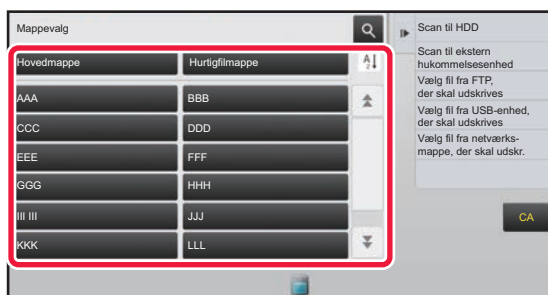 Mappevalg
Hovedmappe
Hurtigfilmappe
AAA
BBB
CCC
DDD
EEE
FFF
GGG
HHH
III III
JJJ
KKK
LLL
Scan til HDD
Scan til ekstern
hukommelsesenhed
Vælg fil fra FTP,
der skal udskrives
Vælg fil fra USB-enhed,
der skal udskrives
Vælg fil fra netværks-
mappe, der skal udskr.
CA